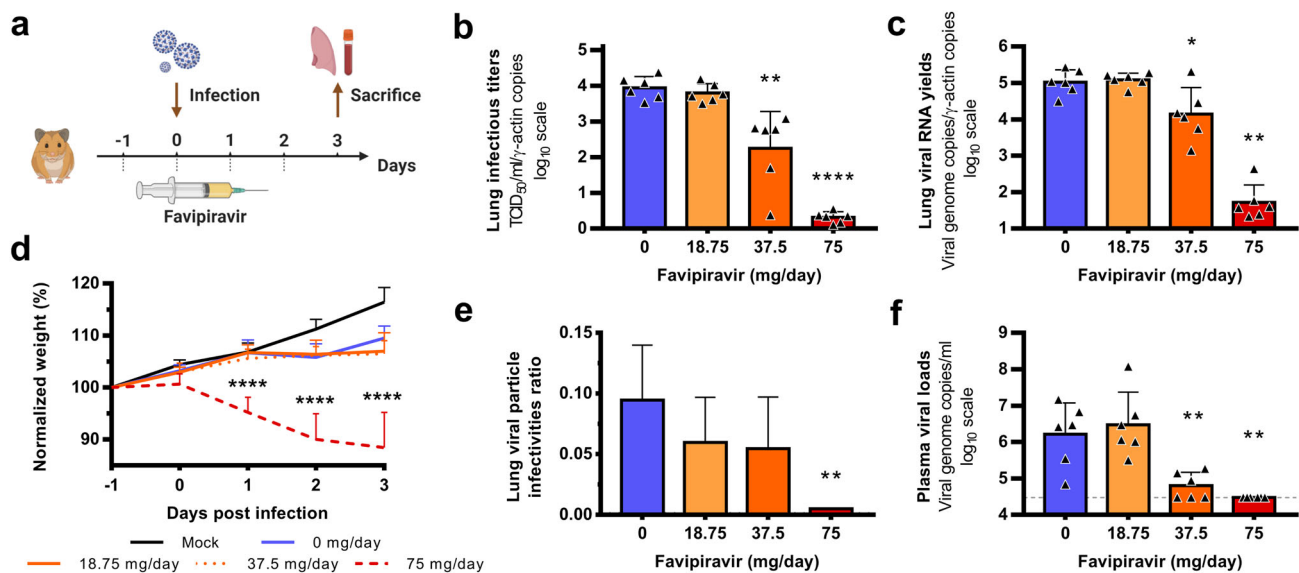 a
Infection
Sacrifice
-1 0 1 2 3
Days
Favipiravir
b
Lung infectious titers
TCID50/ml/γ-actin copies
log10 scale
5
4
3
2
1
0
**
****
0 18.75 37.5 75
Favipiravir (mg/day)
c
Lung viral RNA yields
Viral genome copies/γ-actin copies
log10 scale
6
5
4
3
2
1
*
**
0 18.75 37.5 75
Favipiravir (mg/day)
d
Normalized weight (%)
120
110
100
90
**** **** ****
-1 0 1 2 3
Days post infection
Mock 0 mg/day
18.75 mg/day 37.5 mg/day 75 mg/day
e
Lung viral particle
infectivities ratio
0.15
0.10
0.05
0.00
**
0 18.75 37.5 75
Favipiravir (mg/day)
f
Plasma viral loads
Viral genome copies/ml
log10 scale
9
8
7
6
5
4
** **
0 18.75 37.5 75
Favipiravir (mg/day)